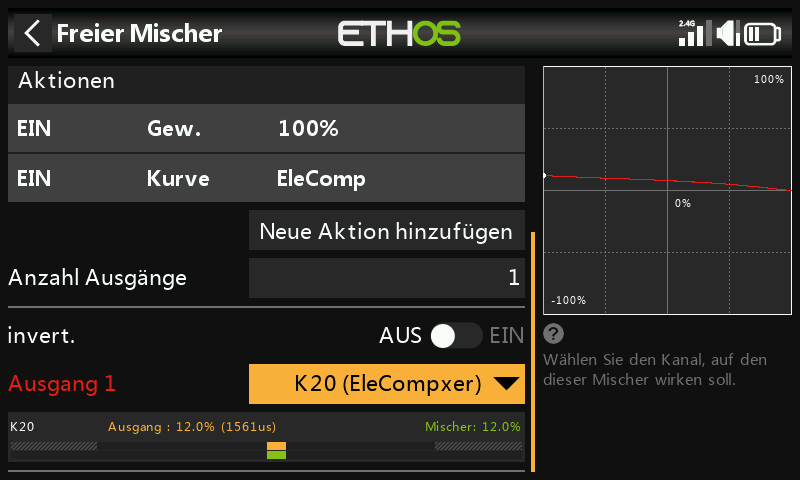 Freier Mischer
ETHOS
2.4G
Aktionen
EIN Gew. 100%
EIN Kurve EleComp
Neue Aktion hinzufügen
Anzahl Ausgänge 1
invert. AUS EIN
Ausgang 1 K20 (EleCompxer)
K20 Ausgang : 12.0% (1561us) Mischer: 12.0%
100%
0%
-100%
?
Wählen Sie den Kanal, auf den
dieser Mischer wirken soll.